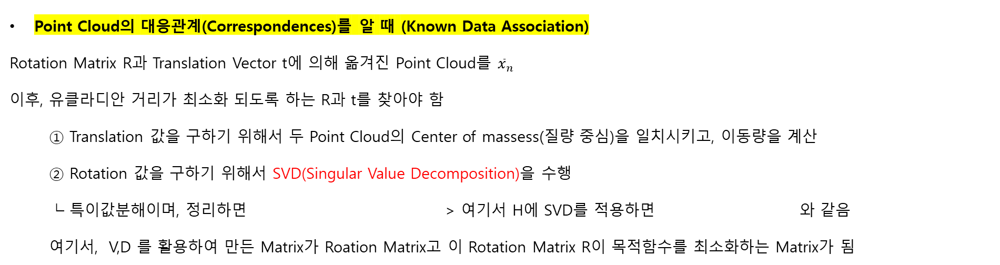 • Point Cloud의 대응관계(Correspondences)를 알 때 (Known Data Association)
Rotation Matrix R과 Translation Vector t에 의해 옮겨진 Point Cloud를 x̄ₙ
이후, 유클라디안 거리가 최소화 되도록 하는 R과 t를 찾아야 함
① Translation 값을 구하기 위해서 두 Point Cloud의 Center of massess(질량 중심)을 일치시키고, 이동량을 계산
② Rotation 값을 구하기 위해서 SVD(Singular Value Decomposition)을 수행
ㄴ 특이값분해이며, 정리하면 > 여기서 H에 SVD를 적용하면 와 같음
여기서, V,D 를 활용하여 만든 Matrix가 Roation Matrix고 이 Rotation Matrix R이 목적함수를 최소화하는 Matrix가 됨